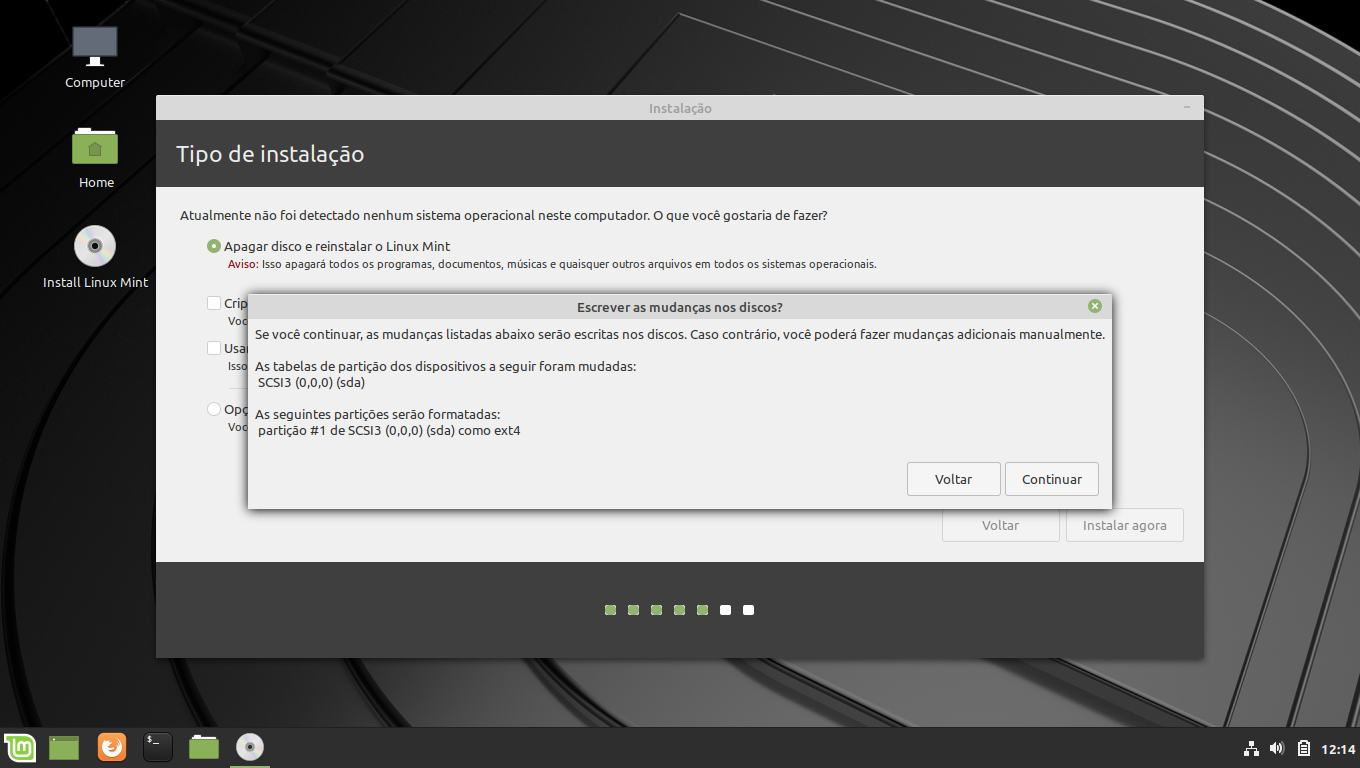 Computer
Home
Install Linux Mint
Instalação
Tipo de instalação
Atualmente não foi detectado nenhum sistema operacional neste computador. O que você gostaria de fazer?
Apagar disco e reinstalar o Linux Mint
Aviso: Isso apagará todos os programas, documentos, músicas e quaisquer outros arquivos em todos os sistemas operacionais.
Crip
Voc
Usa
Isso
Opç
Voc
Escrever as mudanças nos discos?
Se você continuar, as mudanças listadas abaixo serão escritas nos discos. Caso contrário, você poderá fazer mudanças adicionais manualmente.
As tabelas de partição dos dispositivos a seguir foram mudadas:
SCSI3 (0,0,0) (sda)
As seguintes partições serão formatadas:
partição #1 de SCSI3 (0,0,0) (sda) como ext4
Voltar Continuar
Voltar Instalar agora
12:14